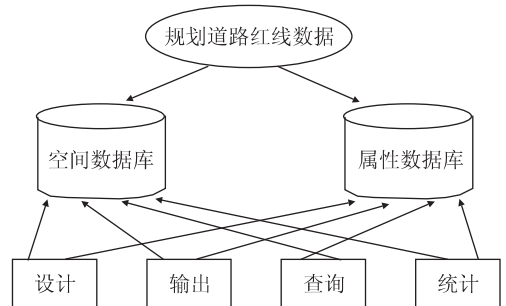 规划道路红线数据
空间数据库
属性数据库
设计
输出
查询
统计